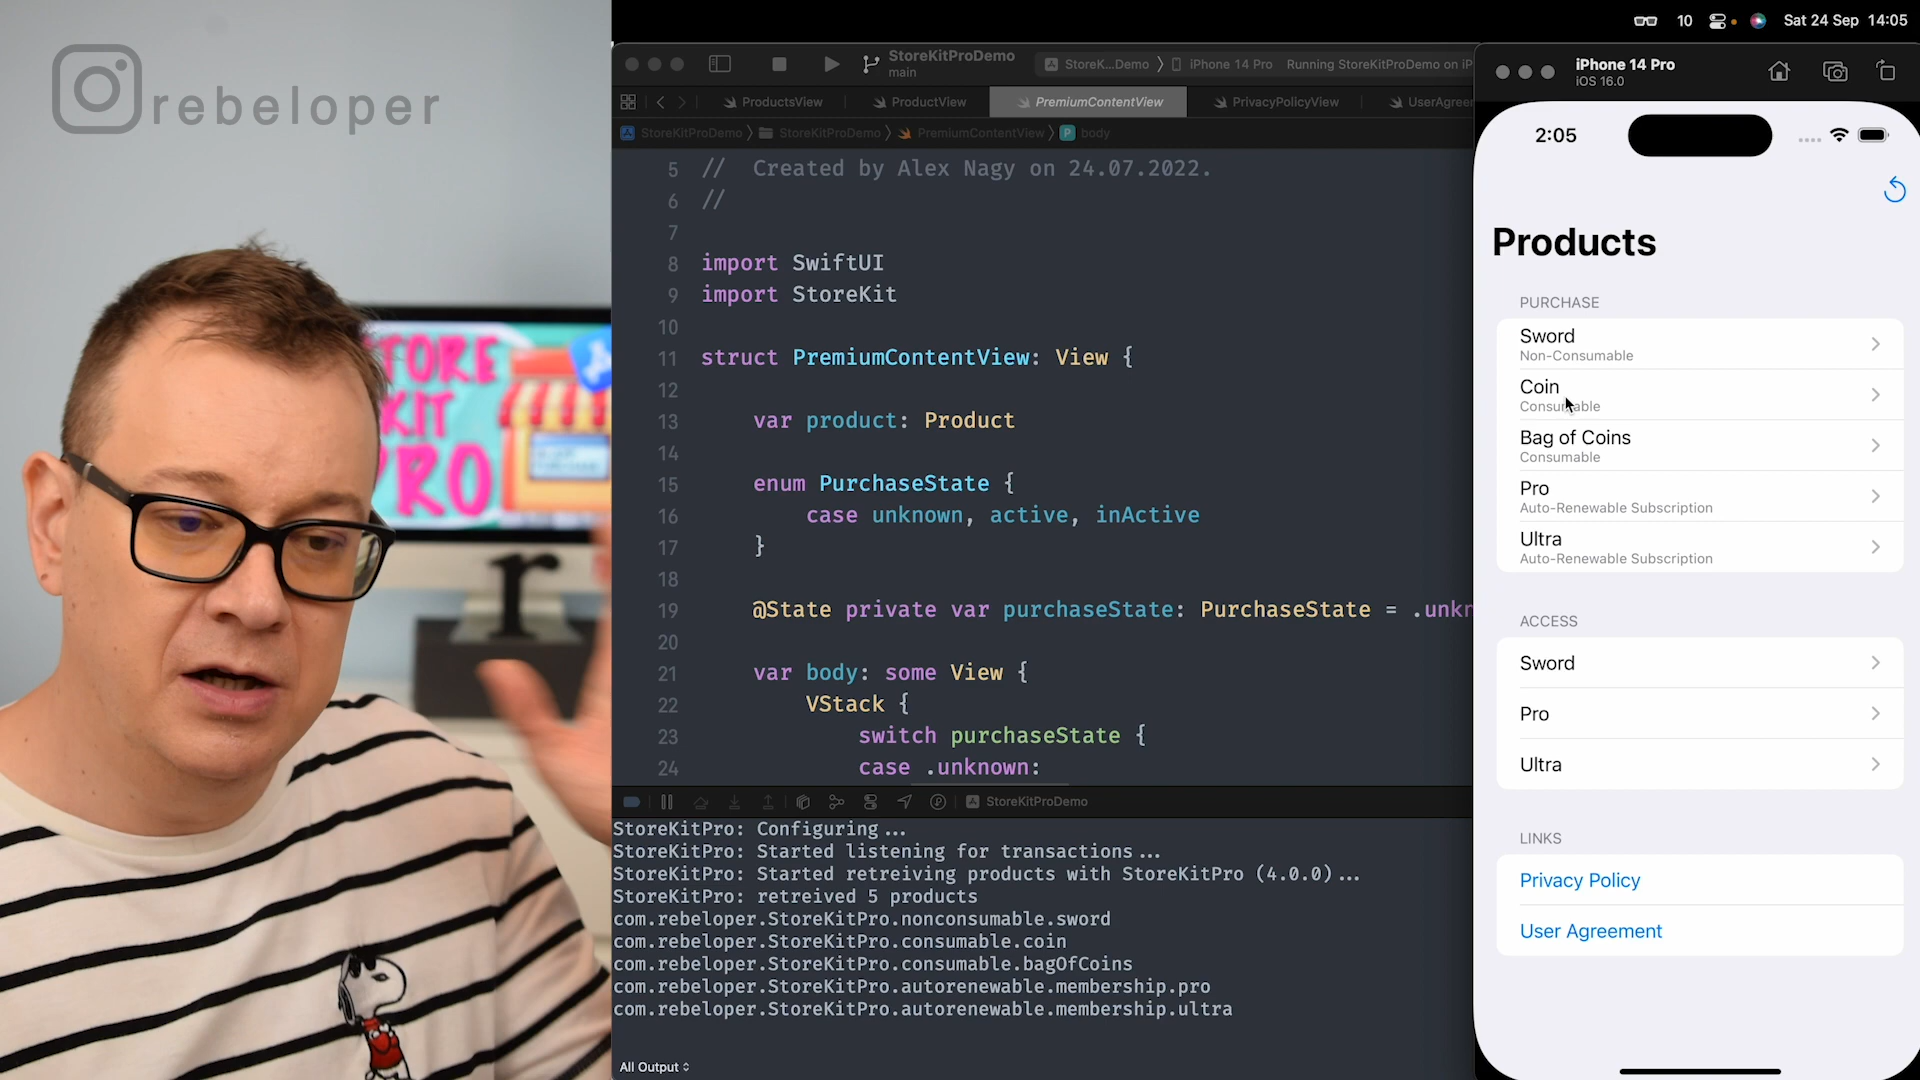 rebeloper
STORE
KIT
PRO
r
10
Sat 24 Sep 14:05
StoreKitProDemo
main
StoreK...Demo
iPhone 14 Pro
Running StoreKitProDemo on iP
ProductsView
ProductView
PremiumContentView
PrivacyPolicyView
UserAgree
StoreKitProDemo
StoreKitProDemo
PremiumContentView
P
body
5 // Created by Alex Nagy on 24.07.2022.
6 //
7
8 import SwiftUI
9 import StoreKit
10
11 struct PremiumContentView: View {
12
13 var product: Product
14
15 enum PurchaseState {
16 case unknown, active, inActive
17 }
18
19 @State private var purchaseState: PurchaseState = .unkn
20
21 var body: some View {
22 VStack {
23 switch purchaseState {
24 case .unknown:
StoreKitProDemo
StoreKitPro: Configuring...
StoreKitPro: Started listening for transactions...
StoreKitPro: Started retreiving products with StoreKitPro (4.0.0)...
StoreKitPro: retreived 5 products
com.rebeloper.StoreKitPro.nonconsumable.sword
com.rebeloper.StoreKitPro.consumable.coin
com.rebeloper.StoreKitPro.consumable.bagOfCoins
com.rebeloper.StoreKitPro.autorenewable.membership.pro
com.rebeloper.StoreKitPro.autorenewable.membership.ultra
All Output
iPhone 14 Pro
iOS 16.0
2:05
Products
PURCHASE
Sword
Non-Consumable
Coin
Consumable
Bag of Coins
Consumable
Pro
Auto-Renewable Subscription
Ultra
Auto-Renewable Subscription
ACCESS
Sword
Pro
Ultra
LINKS
Privacy Policy
User Agreement